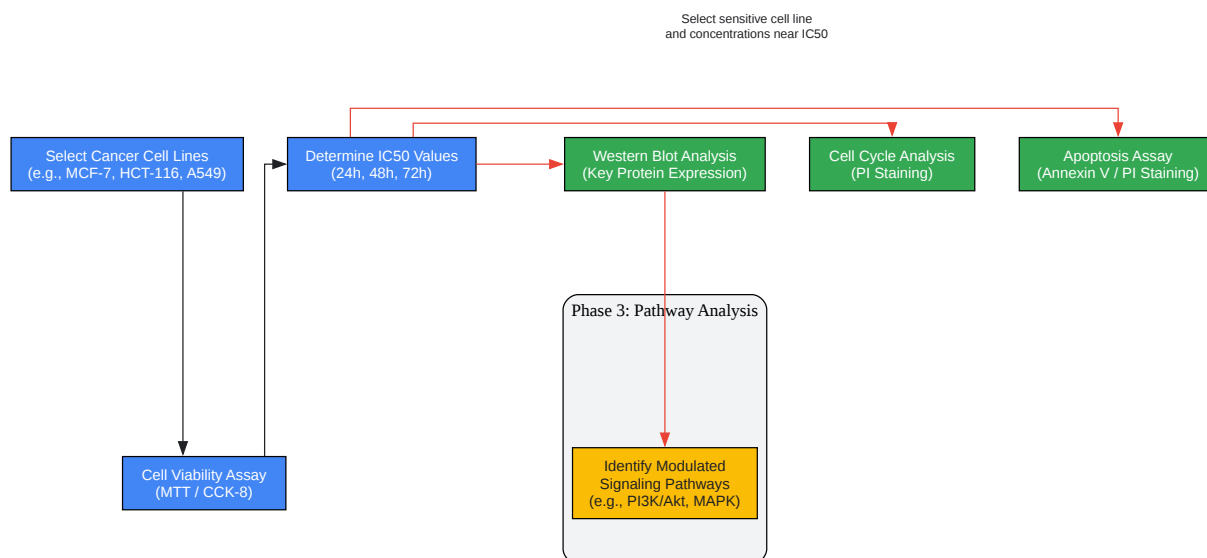 Select sensitive cell line
and concentrations near IC50
Select Cancer Cell Lines
(e.g., MCF-7, HCT-116, A549)
Determine IC50 Values
(24h, 48h, 72h)
Western Blot Analysis
(Key Protein Expression)
Cell Cycle Analysis
(PI Staining)
Apoptosis Assay
(Annexin V / PI Staining)
Phase 3: Pathway Analysis
Cell Viability Assay
(MTT / CCK-8)
Identify Modulated
Signaling Pathways
(e.g., PI3K/Akt, MAPK)